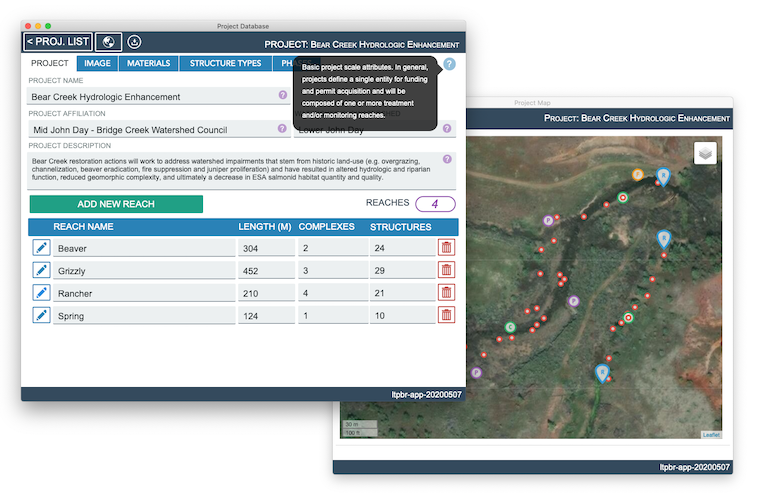 Project Database
< PROJ. LIST
PROJECT: BEAR CREEK HYDROLOGIC ENHANCEMENT
PROJECT
IMAGE
MATERIALS
STRUCTURE TYPES
?
Basic project scale attributes. In general,
projects define a single entity for funding
and permit acquisition and will be
composed of one or more treatment
and/or monitoring reaches.
PROJECT NAME
Bear Creek Hydrologic Enhancement ?
PROJECT AFFILIATION
Mid John Day - Bridge Creek Watershed Council ?
Lower John Day ?
PROJECT DESCRIPTION
Bear Creek restoration actions will work to address watershed impairments that stem from historic land-use (e.g. overgrazing, ?
channelization, beaver eradication, fire suppression and juniper proliferation) and have resulted in altered hydrologic and riparian
function, reduced geomorphic complexity, and ultimately a decrease in ESA salmonid habitat quantity and quality.
ADD NEW REACH
REACHES 4
REACH NAME LENGTH (M) COMPLEXES STRUCTURES
Beaver 304 2 24
Grizzly 452 3 29
Rancher 210 4 21
Spring 124 1 10
ltpbr-app-20200507
Project Map
PROJECT: BEAR CREEK HYDROLOGIC ENHANCEMENT
P
R
C
P
R
P
C
C
R
P
30 m
100 ft
Leaflet
ltpbr-app-20200507